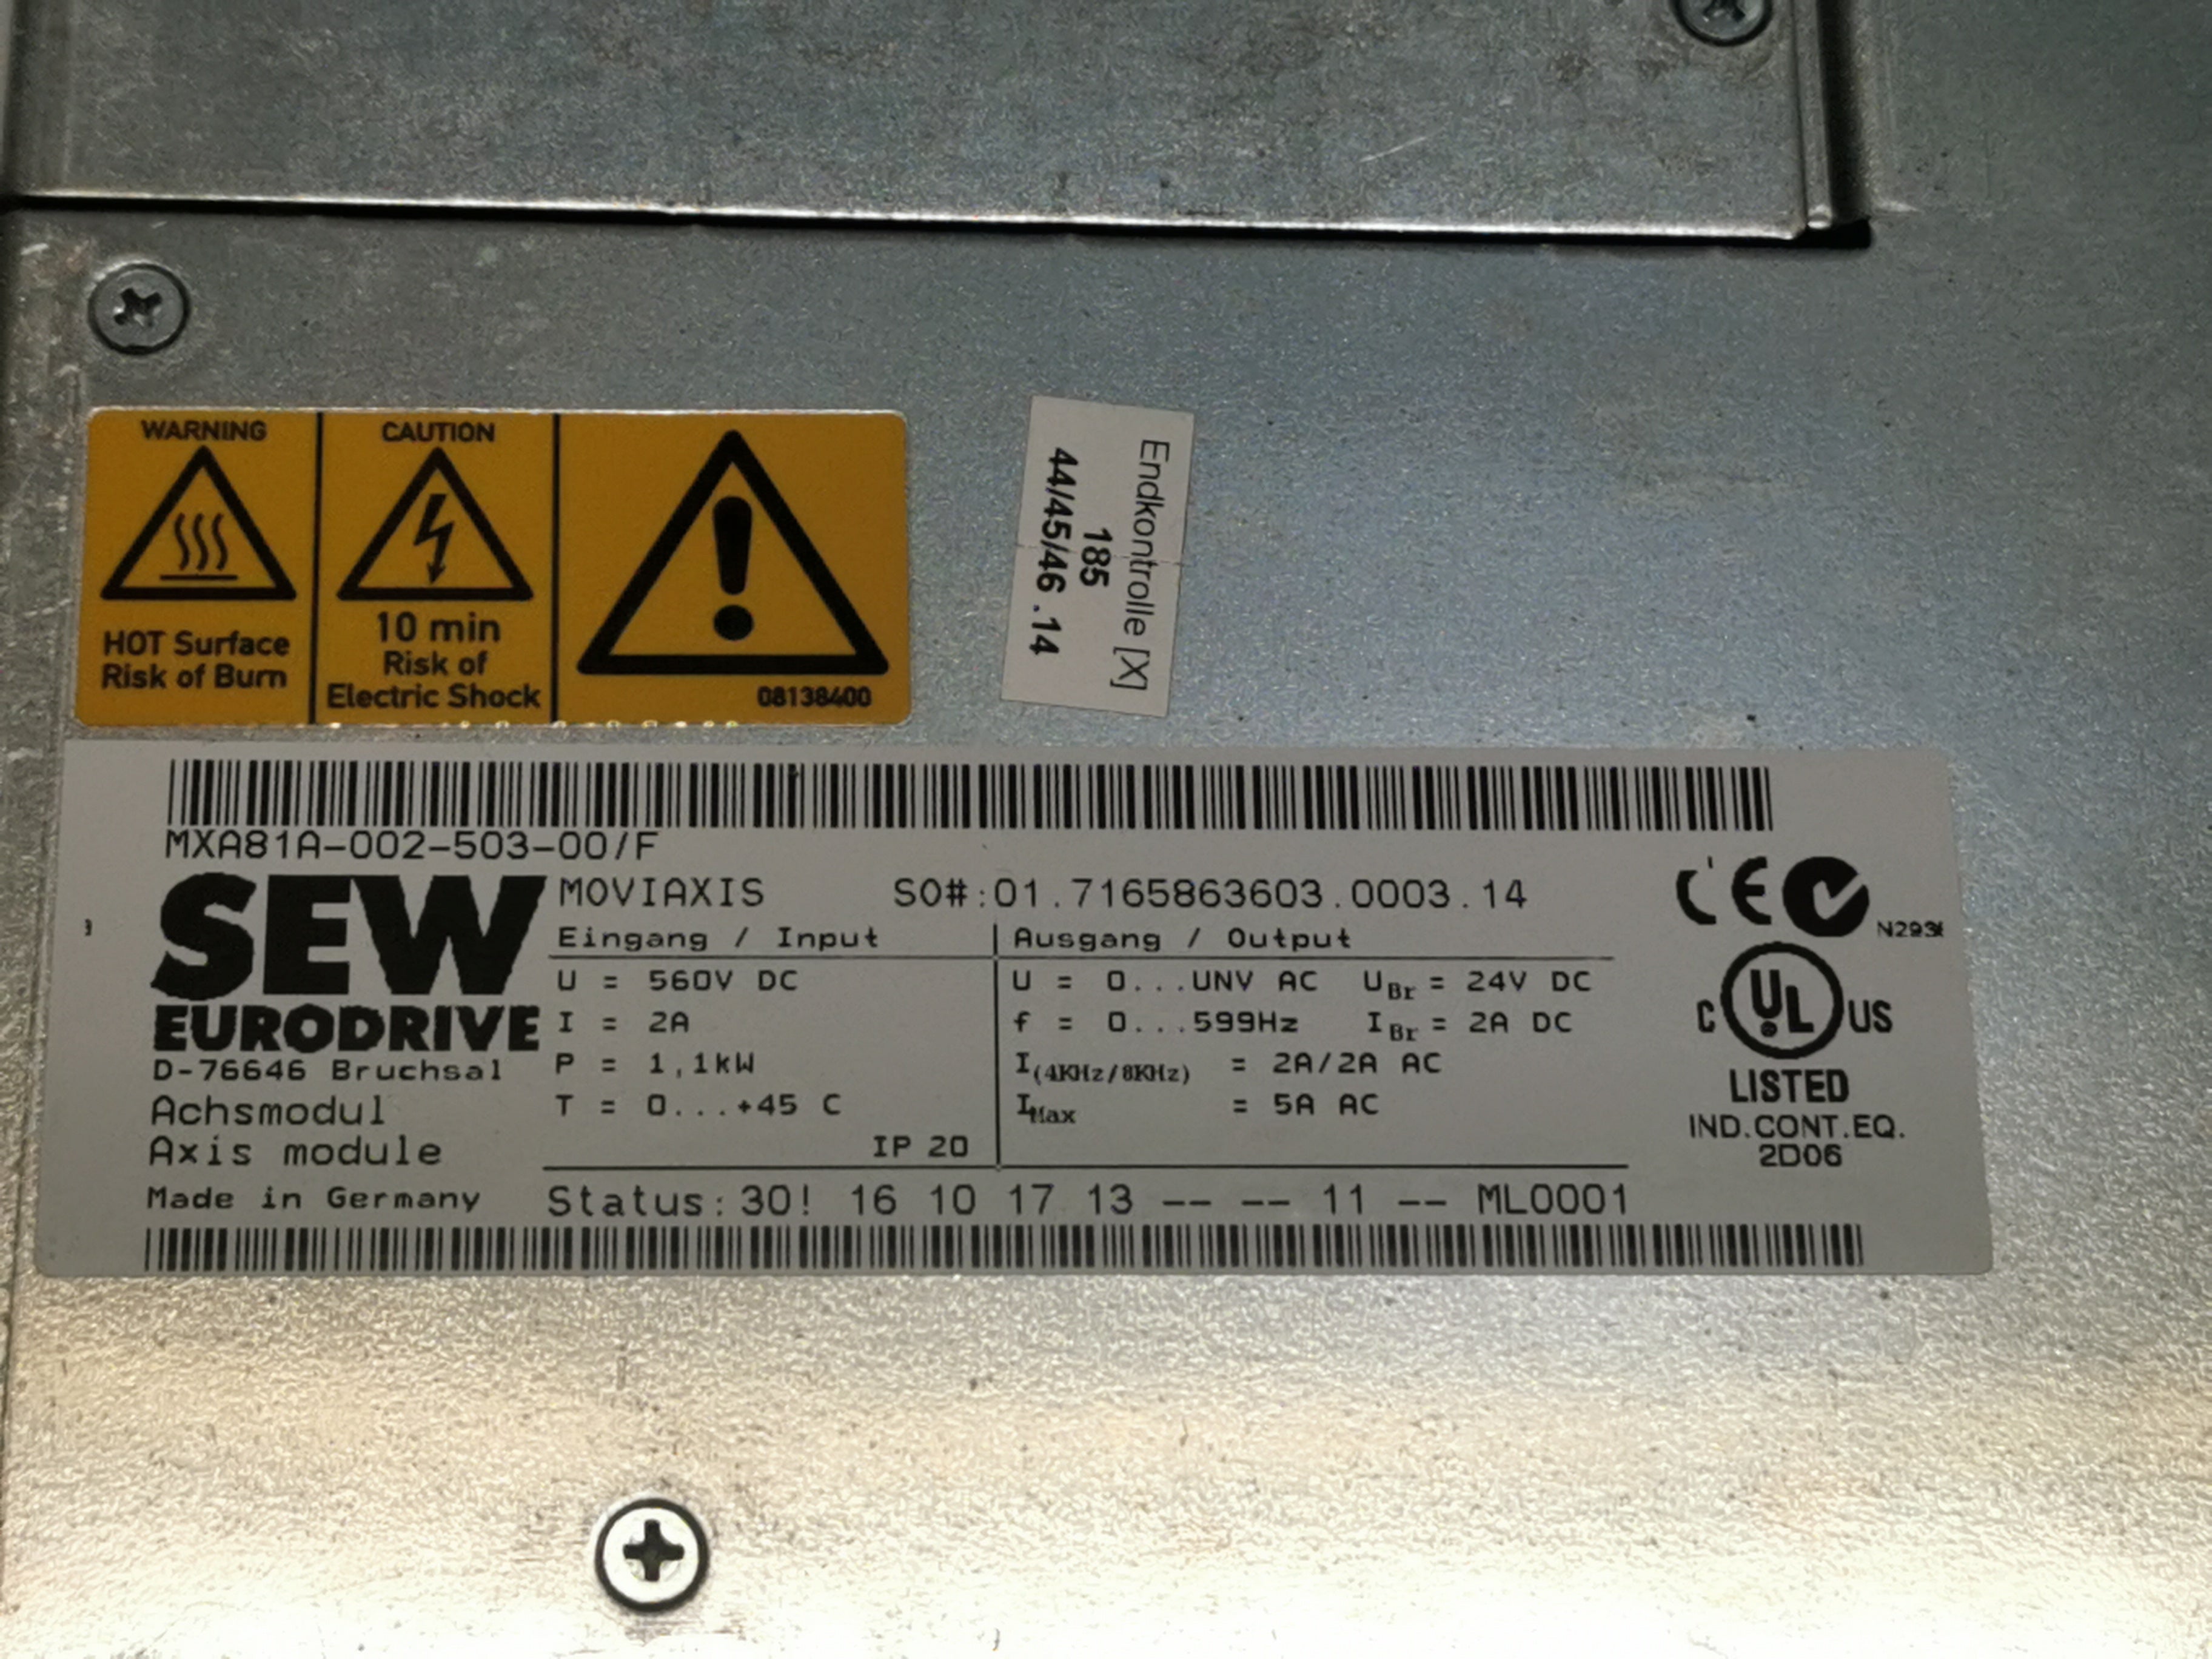 WARNING
HOT Surface
Risk of Burn
CAUTION
10 min
Risk of
Electric Shock
08138400
Endkontrolle [X]
185
44/45/46 .14
MXA81A-002-503-00/F
SEW
EURODRIVE
D-76646 Bruchsal
Achsmodul
Axis module
Made in Germany
MOVIAXIS SO#:01.7165863603.0003.14
Eingang / Input
U = 560V DC
I = 2A
P = 1,1kW
T = 0...+45 C
IP 20
Ausgang / Output
U = 0...UNV AC UBr = 24V DC
f = 0...599Hz IBr = 2A DC
I(4KHz/8KHz) = 2A/2A AC
IMax = 5A AC
Status: 30! 16 10 17 13 -- -- 11 -- ML0001
CE
C UL US
LISTED
IND.CONT.EQ.
2D06